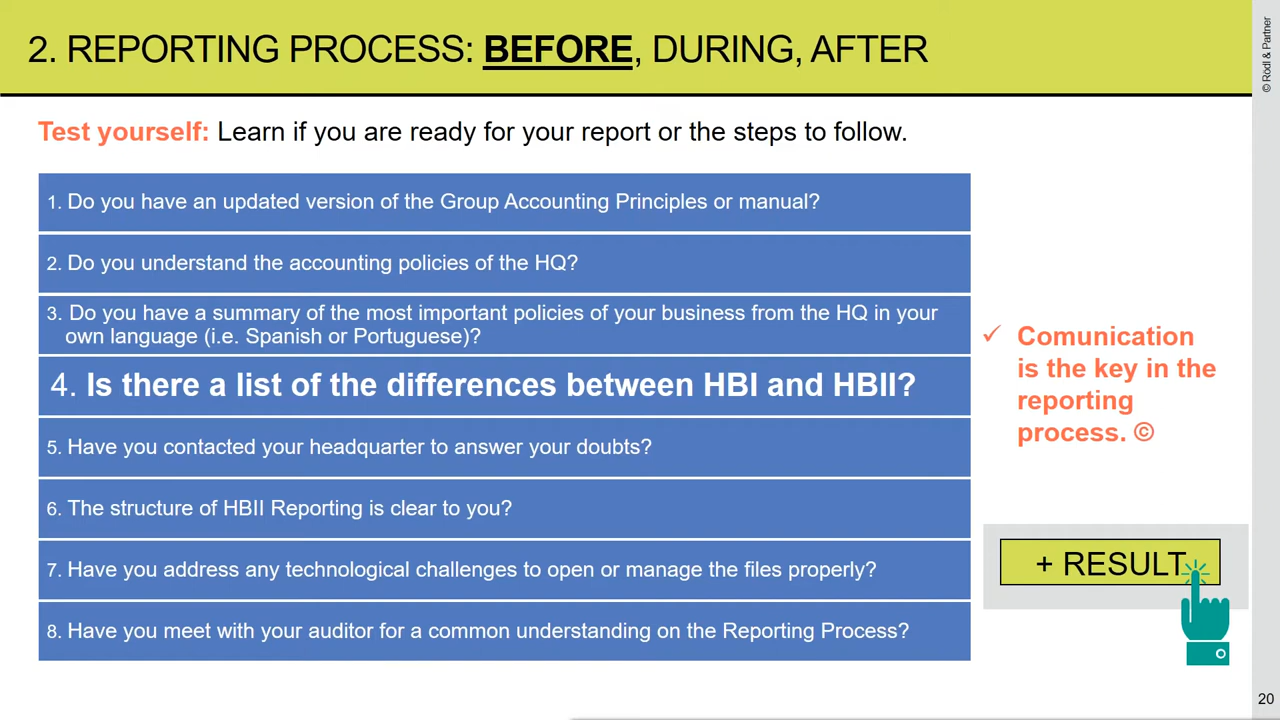 2. REPORTING PROCESS: BEFORE, DURING, AFTER
© Rödl & Partner
Test yourself: Learn if you are ready for your report or the steps to follow.
1. Do you have an updated version of the Group Accounting Principles or manual?
2. Do you understand the accounting policies of the HQ?
3. Do you have a summary of the most important policies of your business from the HQ in your
own language (i.e. Spanish or Portuguese)?
4. Is there a list of the differences between HBI and HBII?
5. Have you contacted your headquarter to answer your doubts?
6. The structure of HBII Reporting is clear to you?
7. Have you address any technological challenges to open or manage the files properly?
8. Have you meet with your auditor for a common understanding on the Reporting Process?
✓ Comunication
is the key in the
reporting
process. ©
+ RESULT
20